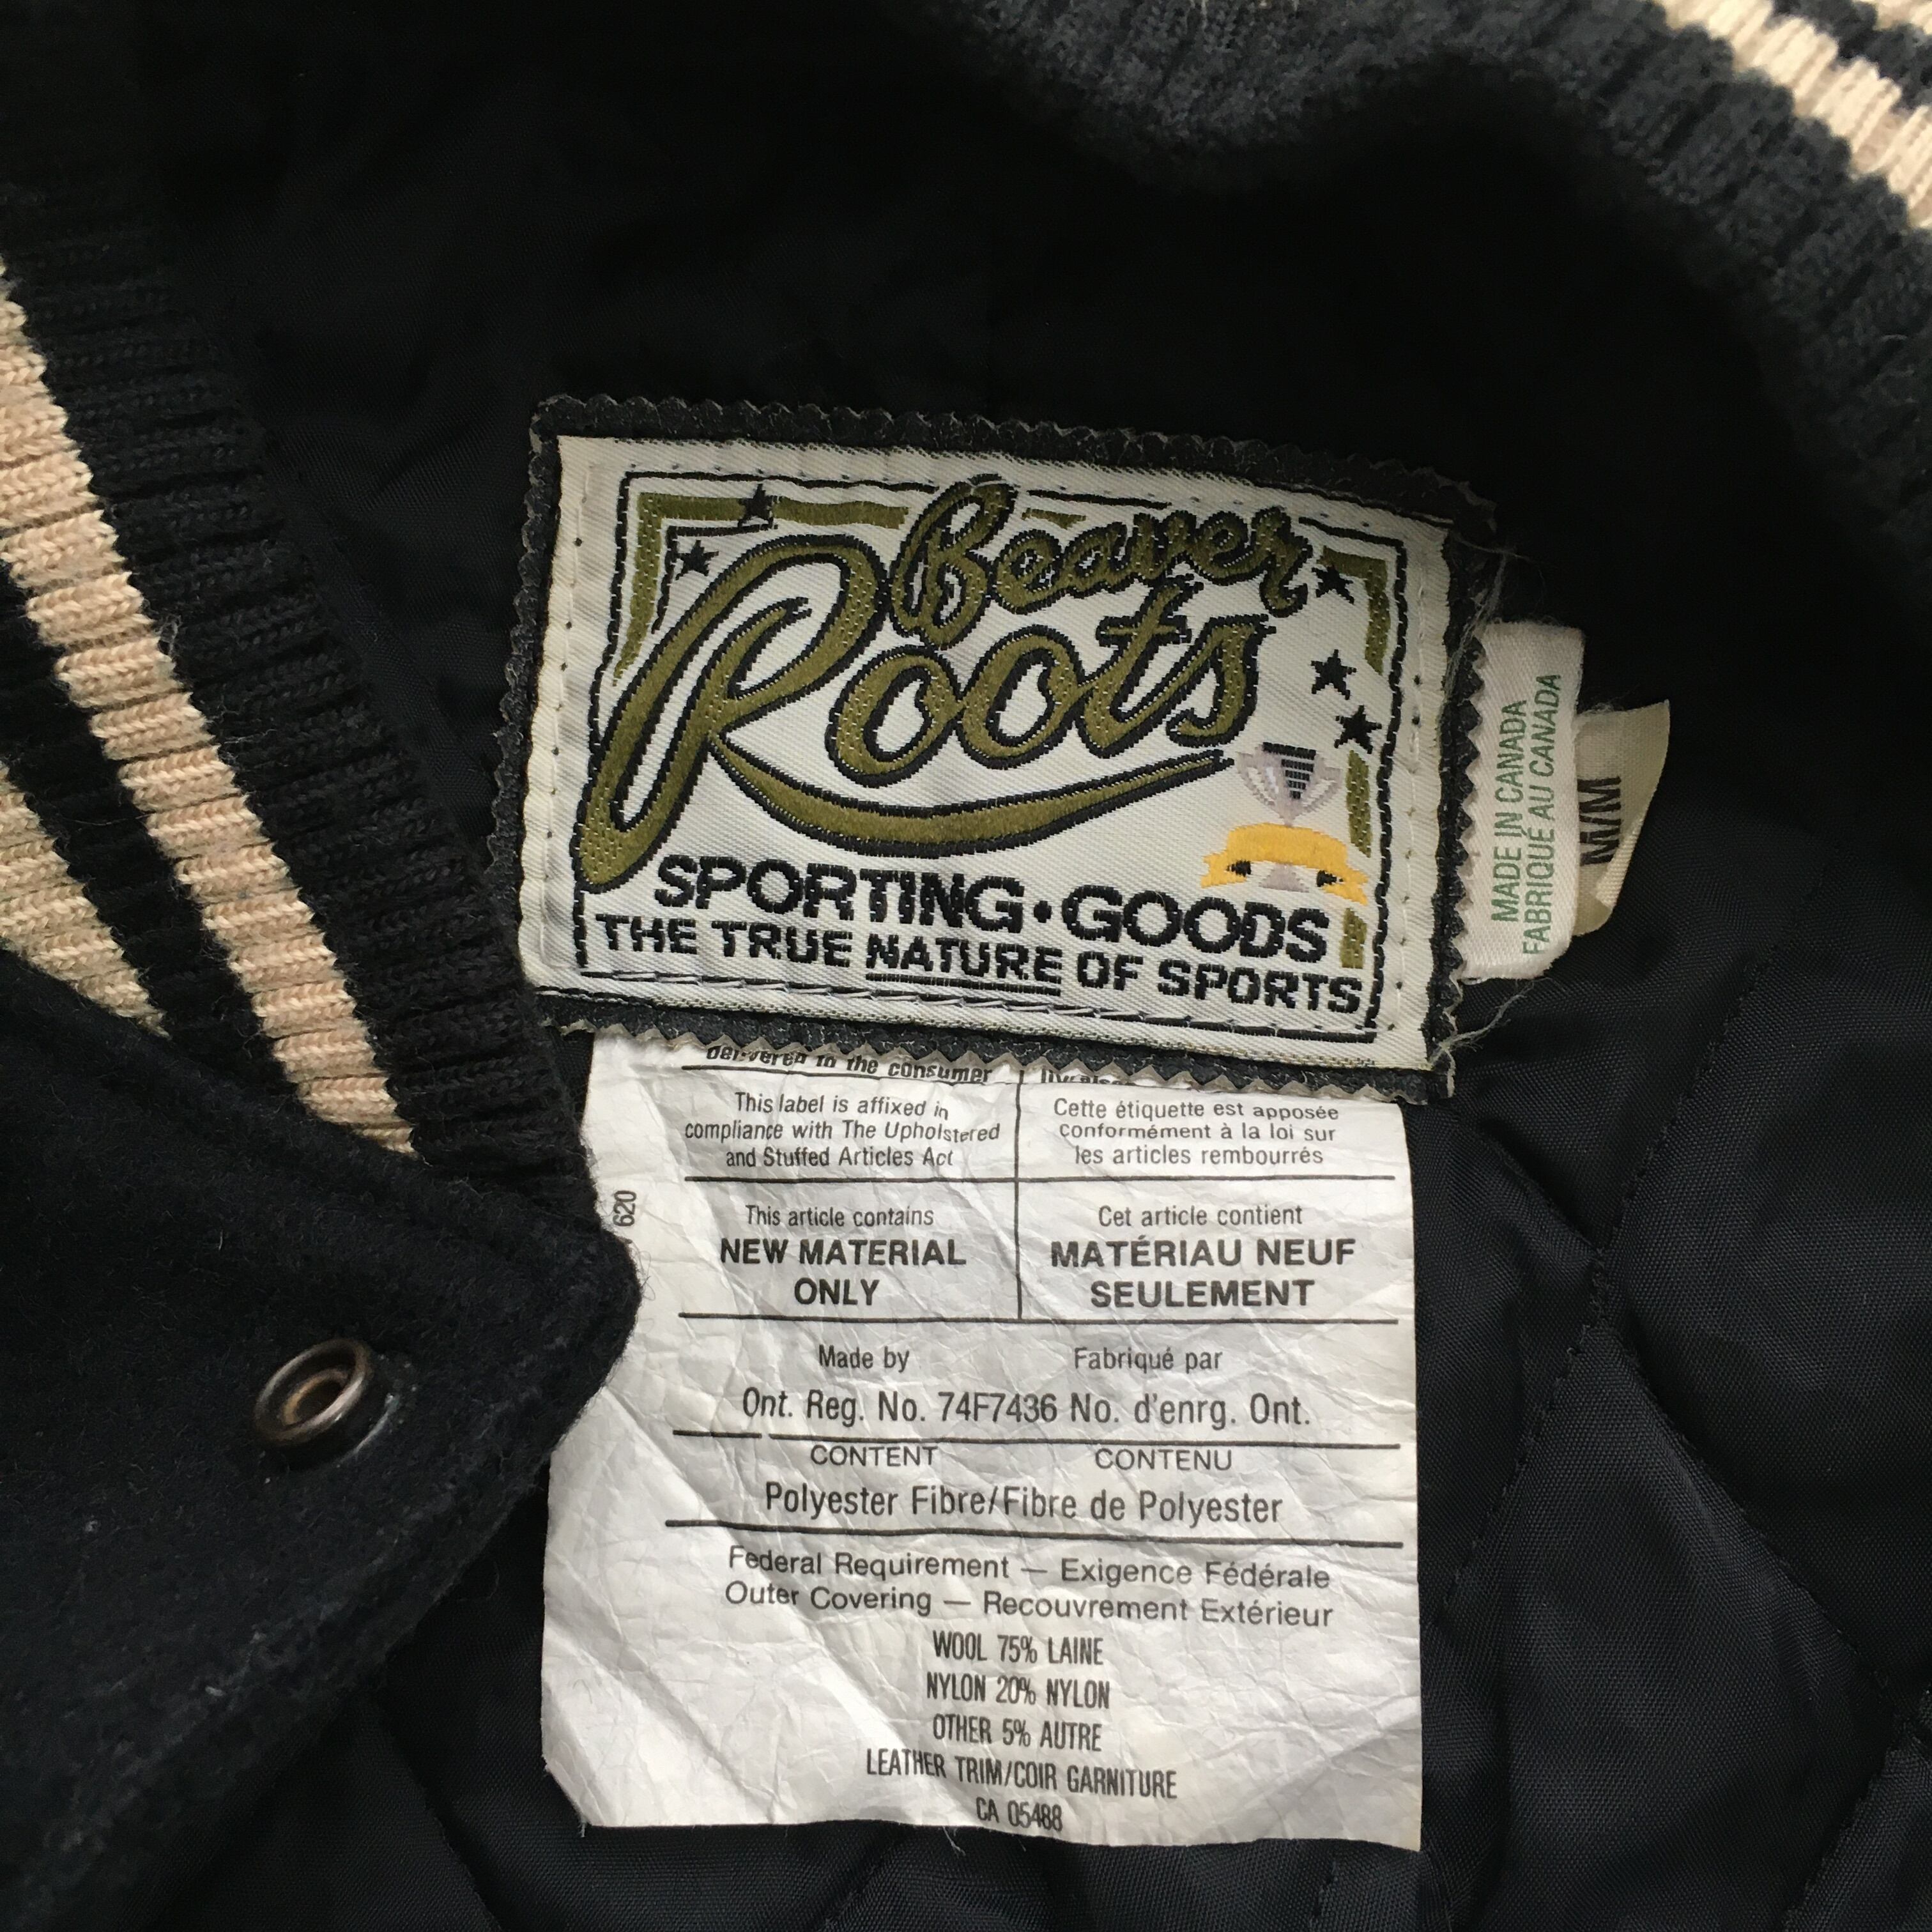 Beaver
Roots
SPORTING•GOODS
THE TRUE NATURE OF SPORTS
MADE IN CANADA
FABRIQUÉ AU CANADA
M/M
delivered to the consumer
This label is affixed in
compliance with The Upholstered
and Stuffed Articles Act
Cette étiquette est apposée
conformément à la loi sur
les articles rembourrés
620
This article contains
NEW MATERIAL
ONLY
Cet article contient
MATÉRIAU NEUF
SEULEMENT
Made by Fabriqué par
Ont. Reg. No. 74F7436 No. d'enrg. Ont.
CONTENT CONTENU
Polyester Fibre/Fibre de Polyester
Federal Requirement — Exigence Fédérale
Outer Covering — Recouvrement Extérieur
WOOL 75% LAINE
NYLON 20% NYLON
OTHER 5% AUTRE
LEATHER TRIM/COIR GARNITURE
CA 05488